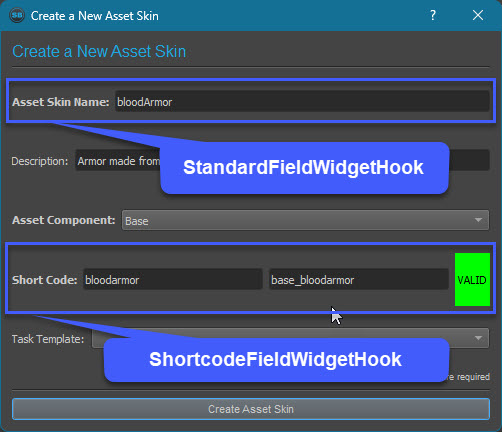 SB Create a New Asset Skin ?
Create a New Asset Skin
Asset Skin Name: bloodArmor
StandardFieldWidgetHook
Description: Armor made from
Asset Component: Base
Short Code: bloodarmor base_bloodarmor VALID
Task Template:
ShortcodeFieldWidgetHook
re required
Create Asset Skin